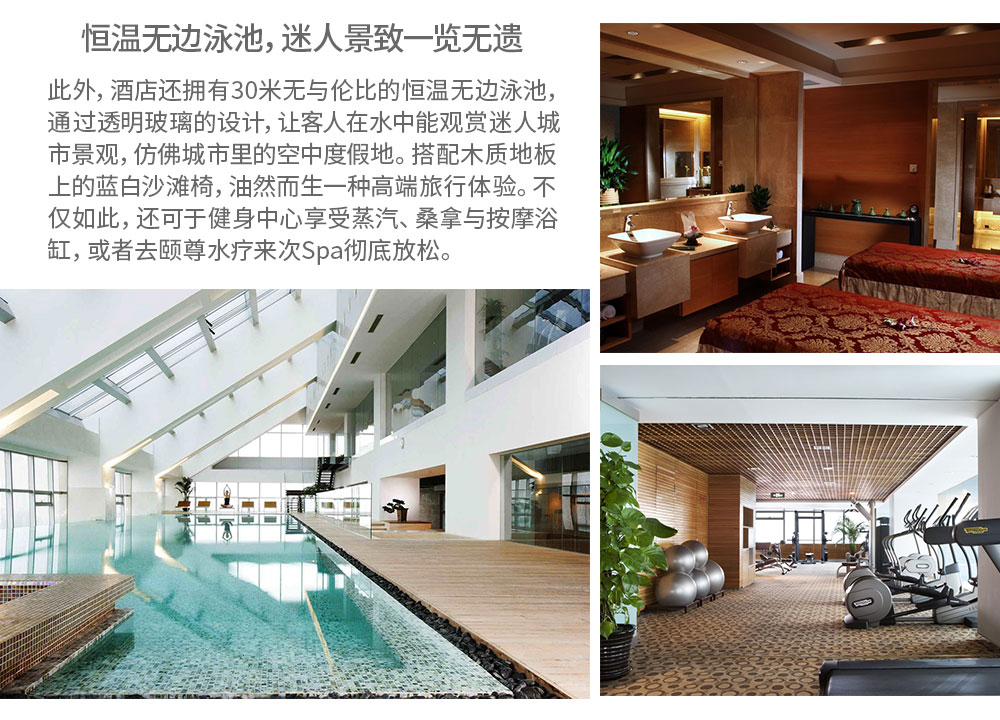 恒温无边泳池，迷人景致一览无遗
此外，酒店还拥有30米无与伦比的恒温无边泳池，
通过透明玻璃的设计，让客人在水中能观赏迷人城
市景观，仿佛城市里的空中度假地。搭配木质地板
上的蓝白沙滩椅，油然而生一种高端旅行体验。不
仅如此，还可于健身中心享受蒸汽、桑拿与按摩浴
缸，或者去颐尊水疗来次Spa彻底放松。